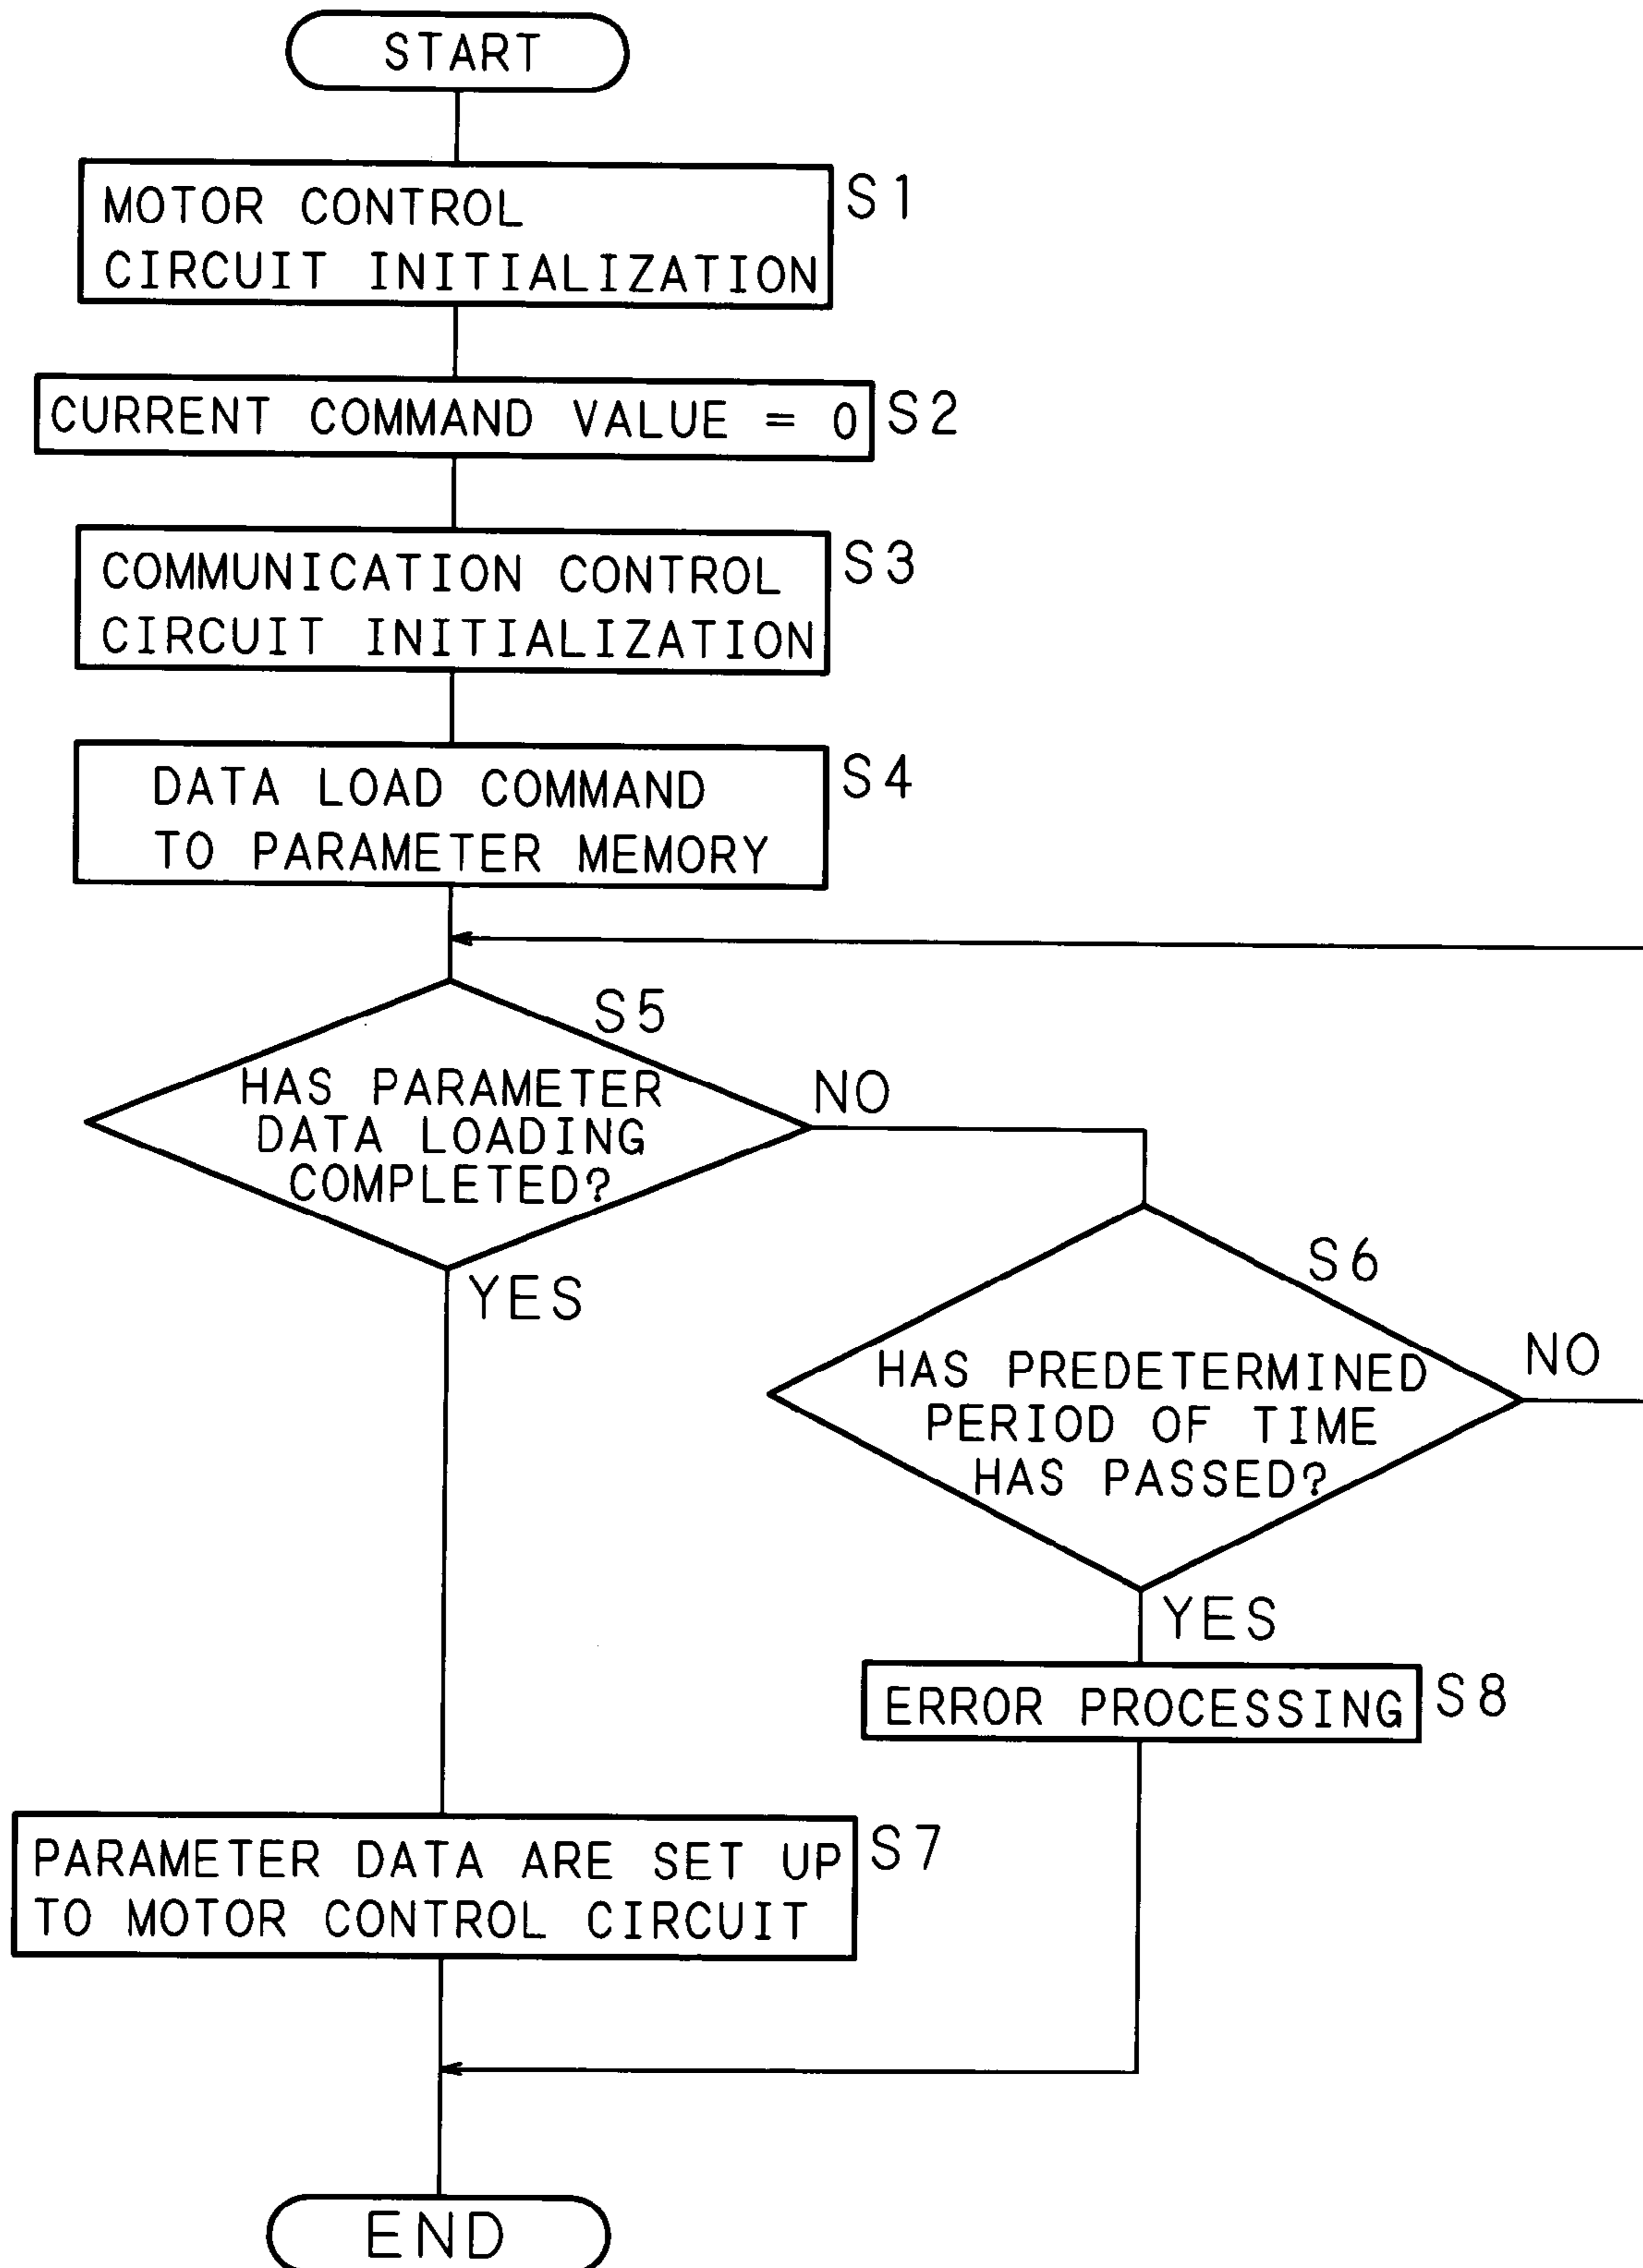 START
MOTOR CONTROL
CIRCUIT INITIALIZATION
S1
CURRENT COMMAND VALUE = 0
S2
COMMUNICATION CONTROL
CIRCUIT INITIALIZATION
S3
DATA LOAD COMMAND
TO PARAMETER MEMORY
S4
S5
HAS PARAMETER
DATA LOADING
COMPLETED?
NO
YES
S6
HAS PREDETERMINED
PERIOD OF TIME
HAS PASSED?
NO
YES
ERROR PROCESSING
S8
PARAMETER DATA ARE SET UP
TO MOTOR CONTROL CIRCUIT
S7
END